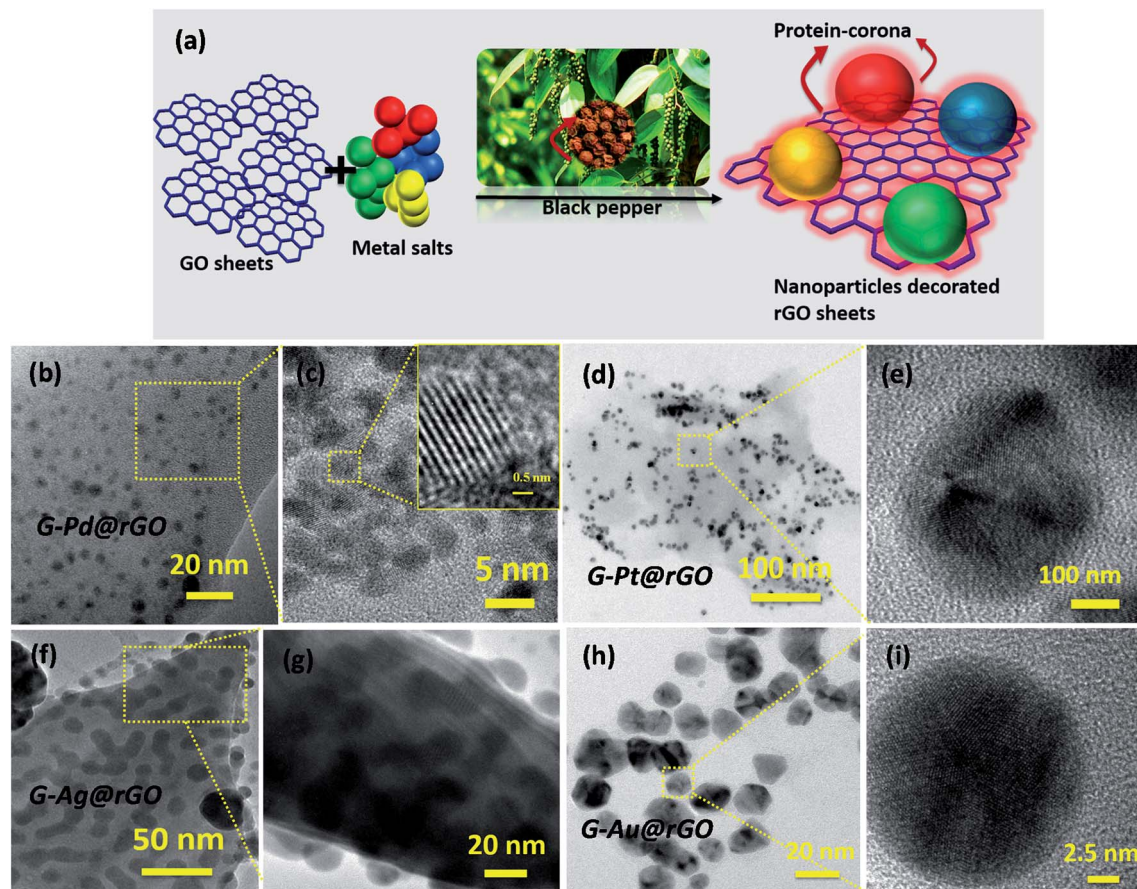 (a)
Protein-corona
GO sheets
+
Metal salts
Black pepper
Nanoparticles decorated
rGO sheets
(b)
G-Pd@rGO
20 nm
(c)
0.5 nm
5 nm
(d)
G-Pt@rGO
100 nm
(e)
100 nm
(f)
G-Ag@rGO
50 nm
(g)
20 nm
(h)
G-Au@rGO
20 nm
(i)
2.5 nm